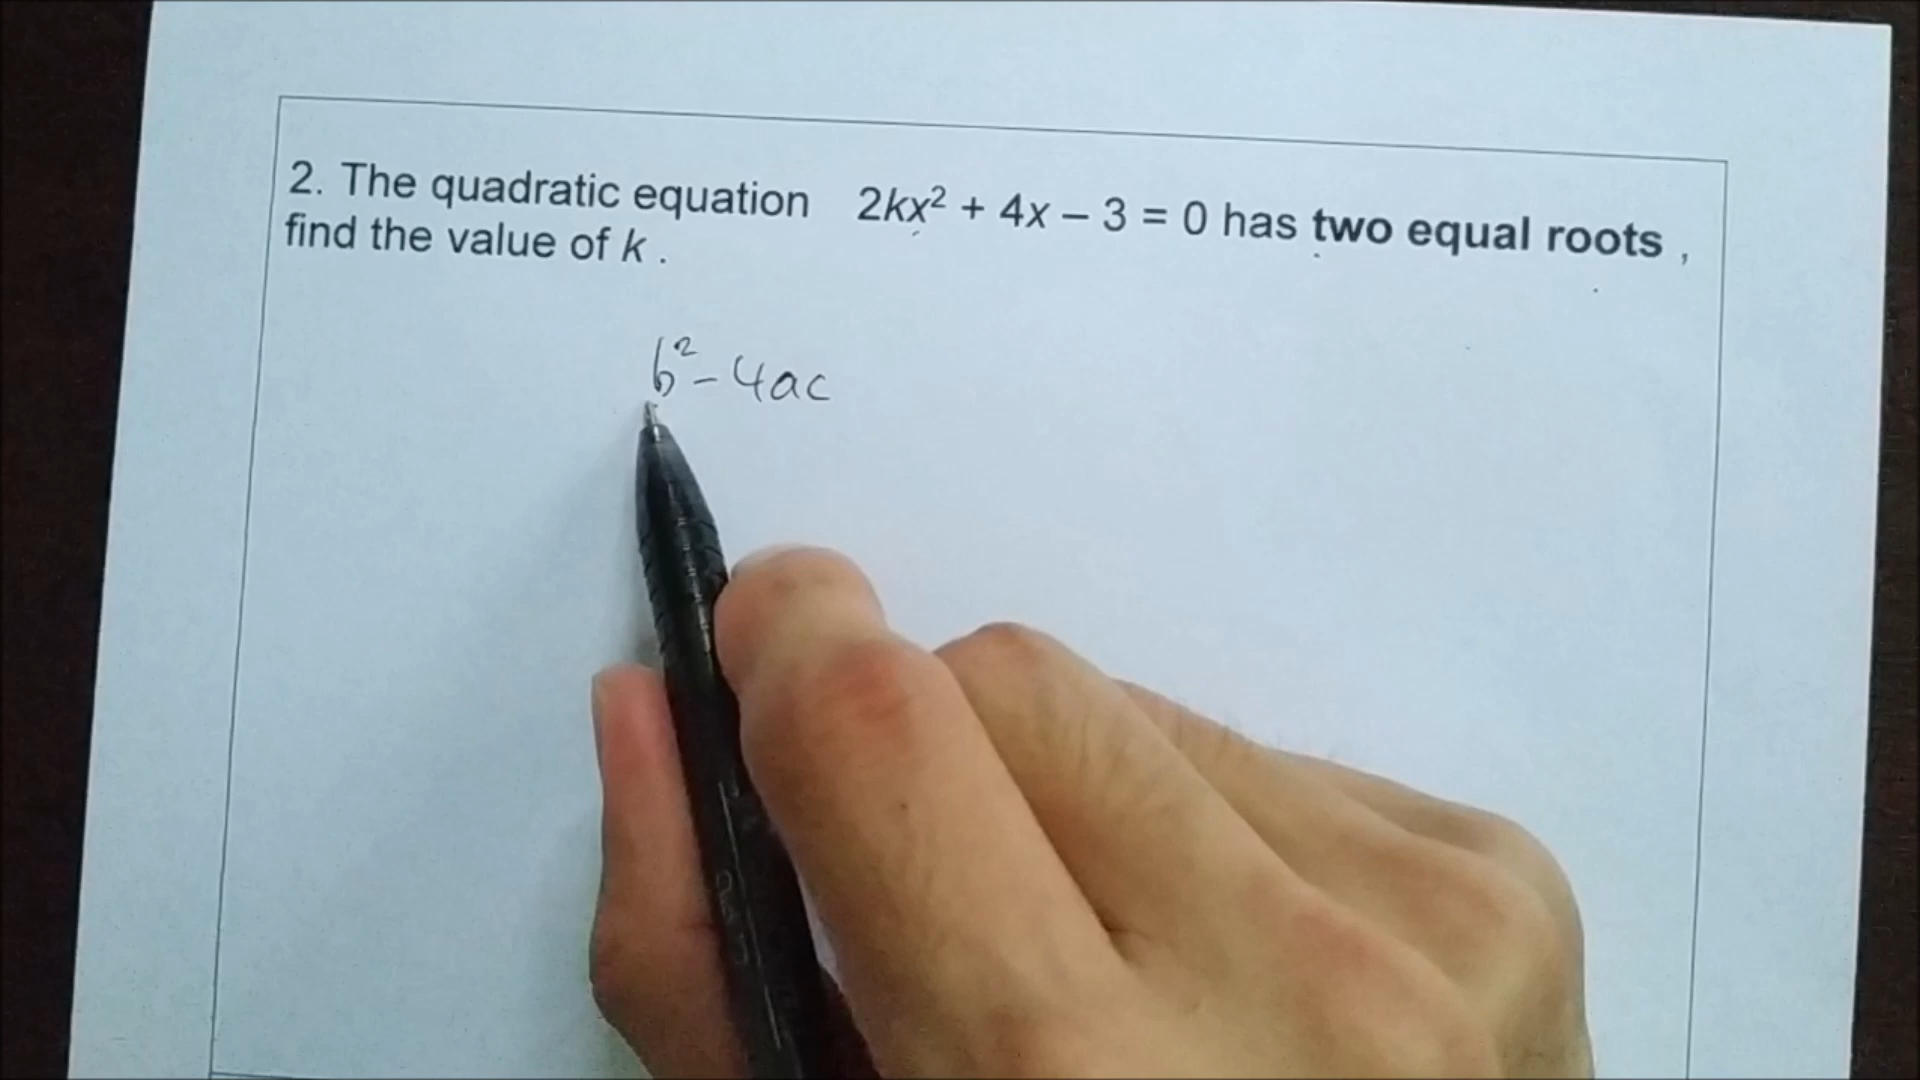 2. The quadratic equation 2kx² + 4x – 3 = 0 has two equal roots ,
find the value of k .
b² - 4ac